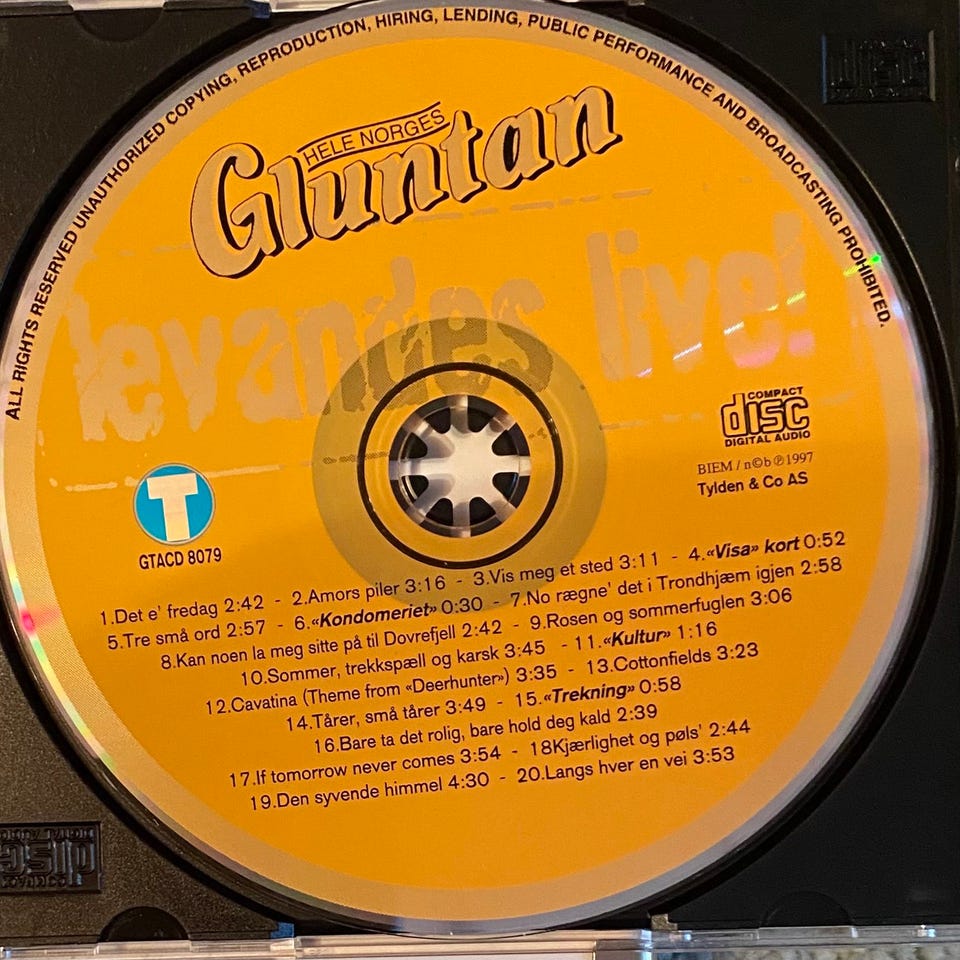 ALL RIGHTS RESERVED UNAUTHORIZED COPYING, REPRODUCTION, HIRING, LENDING, PUBLIC PERFORMANCE AND BROADCASTING PROHIBITED.
HELE NORGES
Gluntan
levandes live!
COMPACT
disc
DIGITAL AUDIO
BIEM / n©b ℗ 1997
Tylden & Co AS
T
GTACD 8079
1.Det e' fredag 2:42 - 2.Amors piler 3:16 - 3.Vis meg et sted 3:11 - 4.«Visa» kort 0:52
5.Tre små ord 2:57 - 6.«Kondomeriet» 0:30 - 7.No rægne' det i Trondhjæm igjen 2:58
8.Kan noen la meg sitte på til Dovrefjell 2:42 - 9.Rosen og sommerfuglen 3:06
10.Sommer, trekkspæll og karsk 3:45 - 11.«Kultur» 1:16
12.Cavatina (Theme from «Deerhunter») 3:35 - 13.Cottonfields 3:23
14.Tårer, små tårer 3:49 - 15.«Trekning» 0:58
16.Bare ta det rolig, bare hold deg kald 2:39
17.If tomorrow never comes 3:54 - 18Kjærlighet og pøls' 2:44
19.Den syvende himmel 4:30 - 20.Langs hver en vei 3:53
disc